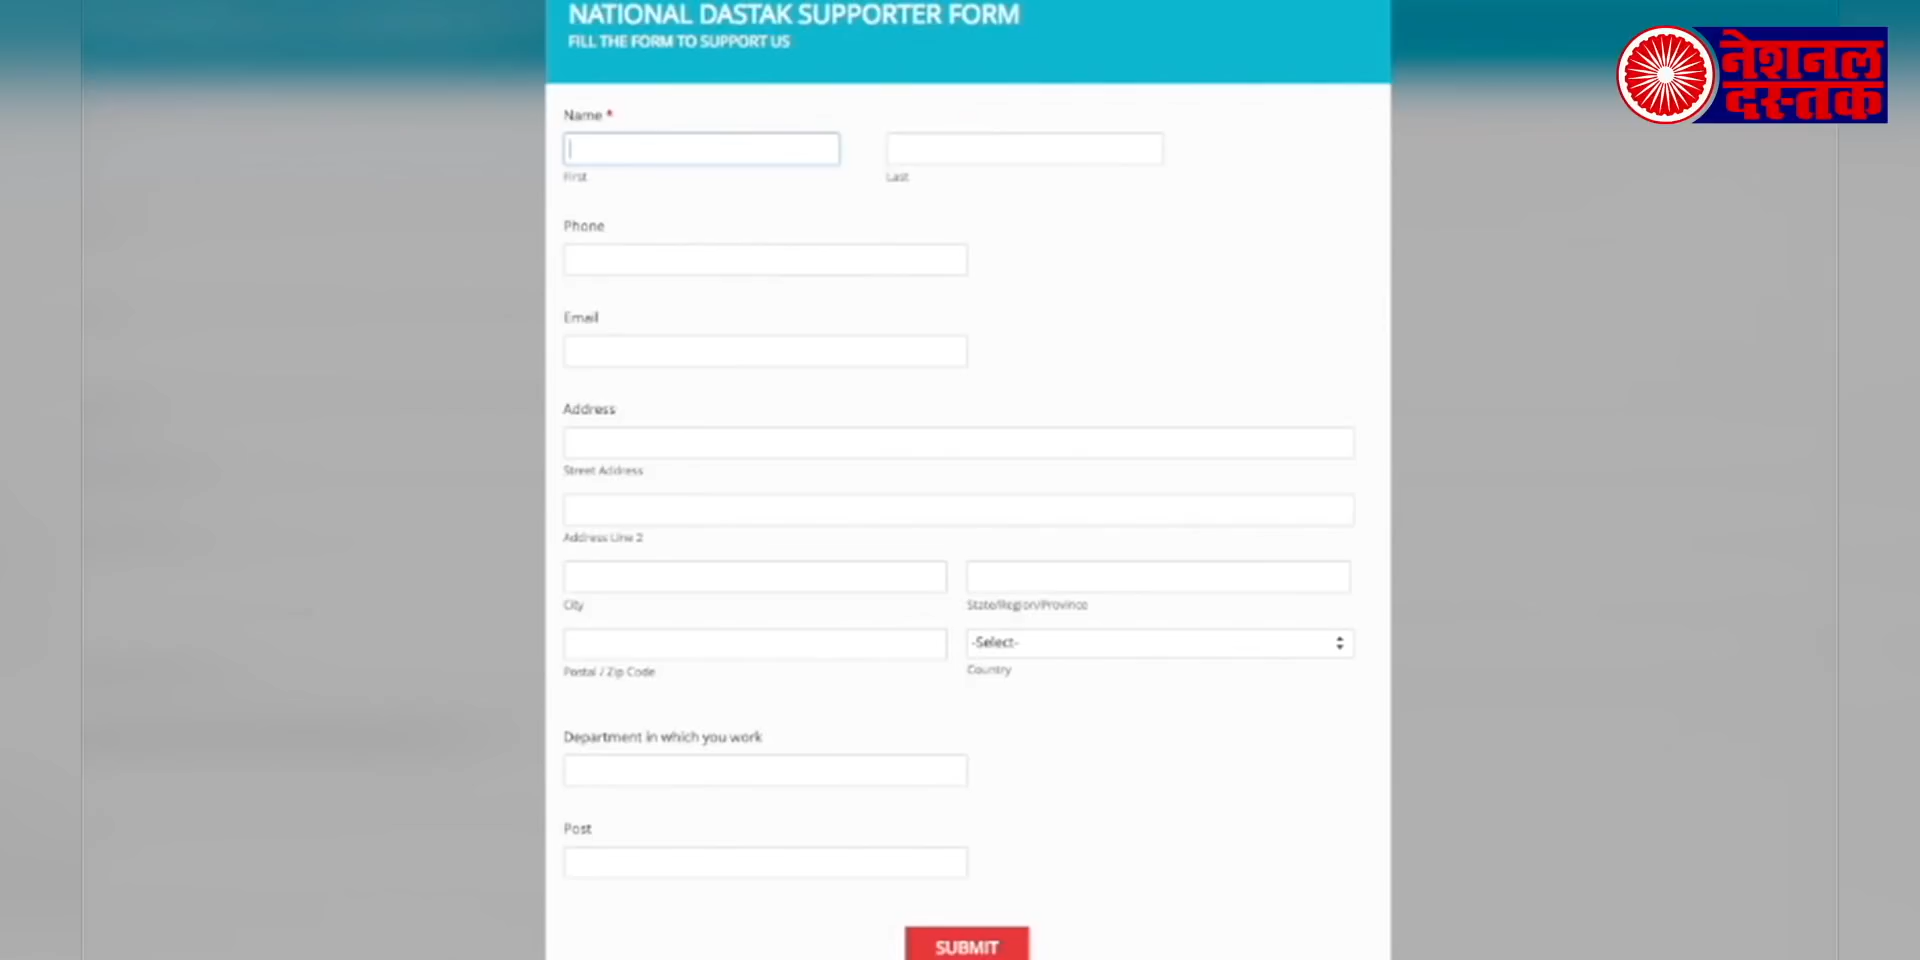 NATIONAL DASTAK SUPPORTER FORM
FILL THE FORM TO SUPPORT US
नेशनल
दस्तक
Name *
First Last
Phone
Email
Address
Street Address
Address Line 2
City State/Region/Province
-Select-
Postal / Zip Code Country
Department in which you work
Post
SUBMIT